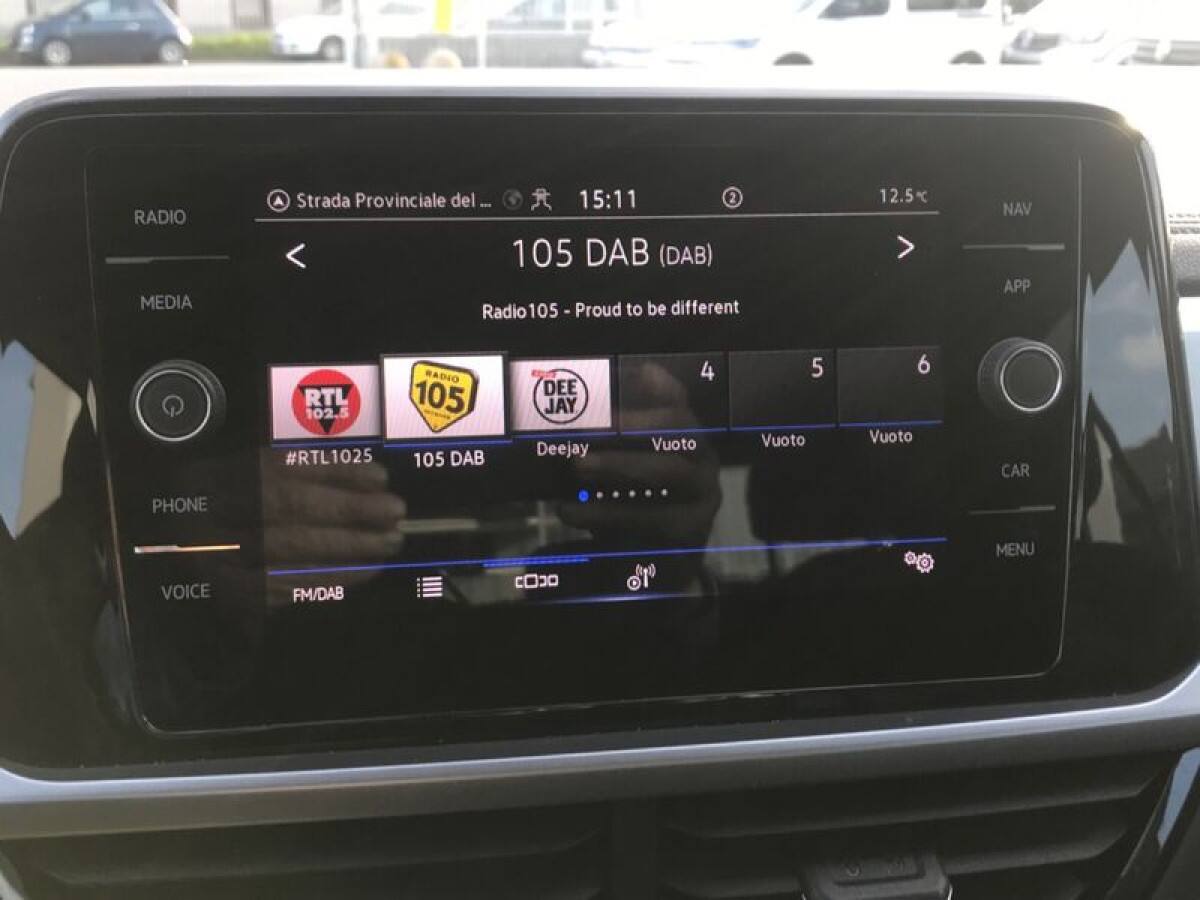 RADIO
MEDIA
PHONE
VOICE
Strada Provinciale del ... 15:11 2 12.5°C
< 105 DAB (DAB) >
Radio105 - Proud to be different
RTL 102.5
RADIO 105
DEE JAY
4
5
6
#RTL1025
105 DAB
Deejay
Vuoto
Vuoto
Vuoto
FM/DAB
NAV
APP
CAR
MENU